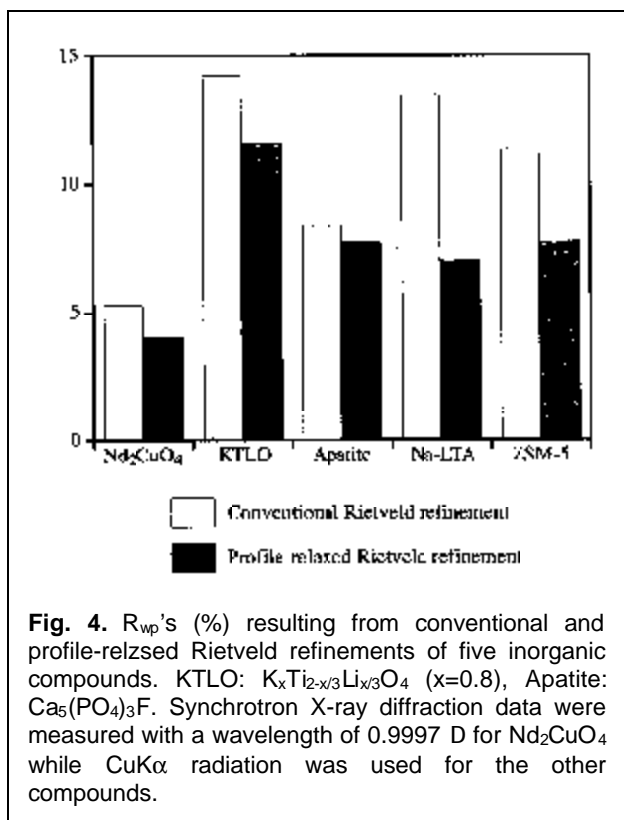 15
10
5
0
Nd₂CuO₄ KTLO Apatite Na-LTA ZSM-5
Conventional Rietveld refinement
Profile relaxed Rietveld refinement
Fig. 4. R_wp's (%) resulting from conventional and
profile-relzsed Rietveld refinements of five inorganic
compounds. KTLO: KₓTi₂₋ₓ/₃Liₓ/₃O₄ (x=0.8), Apatite:
Ca₅(PO₄)₃F. Synchrotron X-ray diffraction data were
measured with a wavelength of 0.9997 D for Nd₂CuO₄
while CuKα radiation was used for the other
compounds.